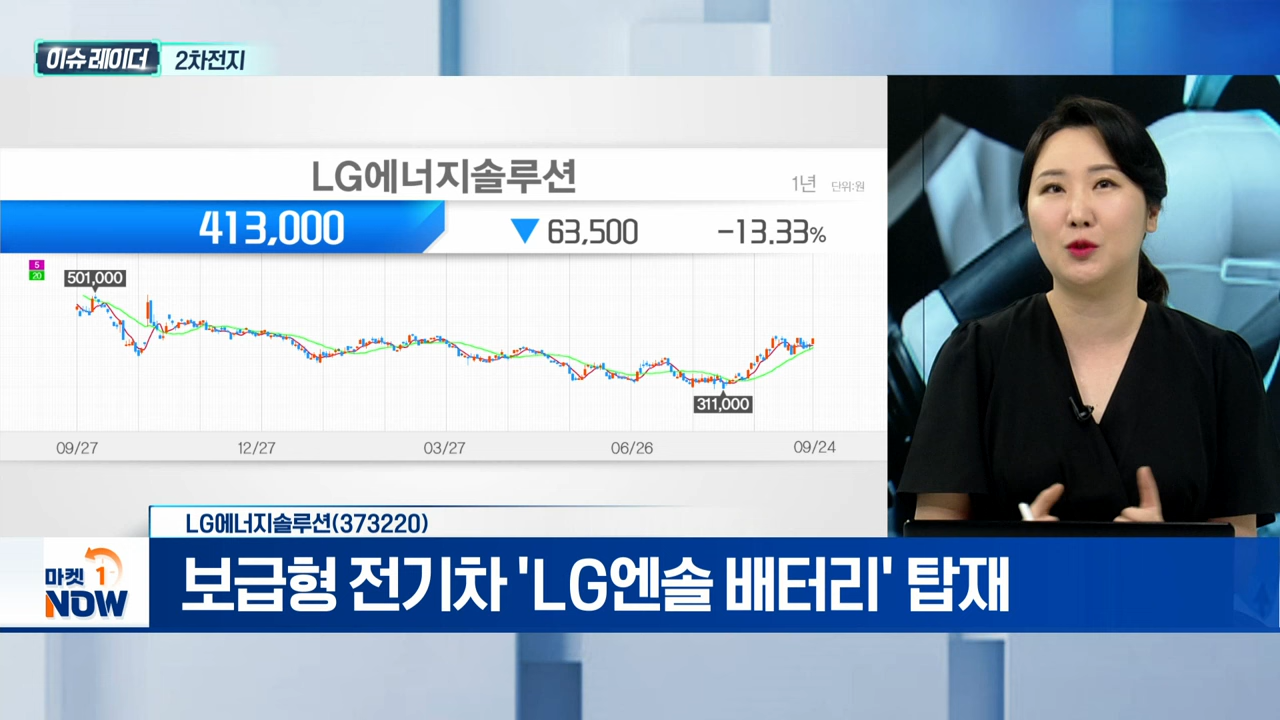 이슈 레이더 2차전지
LG에너지솔루션
1년 단위:원
413,000 ▼ 63,500 -13.33%
5
20
501,000
311,000
09/27 12/27 03/27 06/26 09/24
LG에너지솔루션(373220)
마켓 1
NOW
보급형 전기차 'LG엔솔 배터리' 탑재